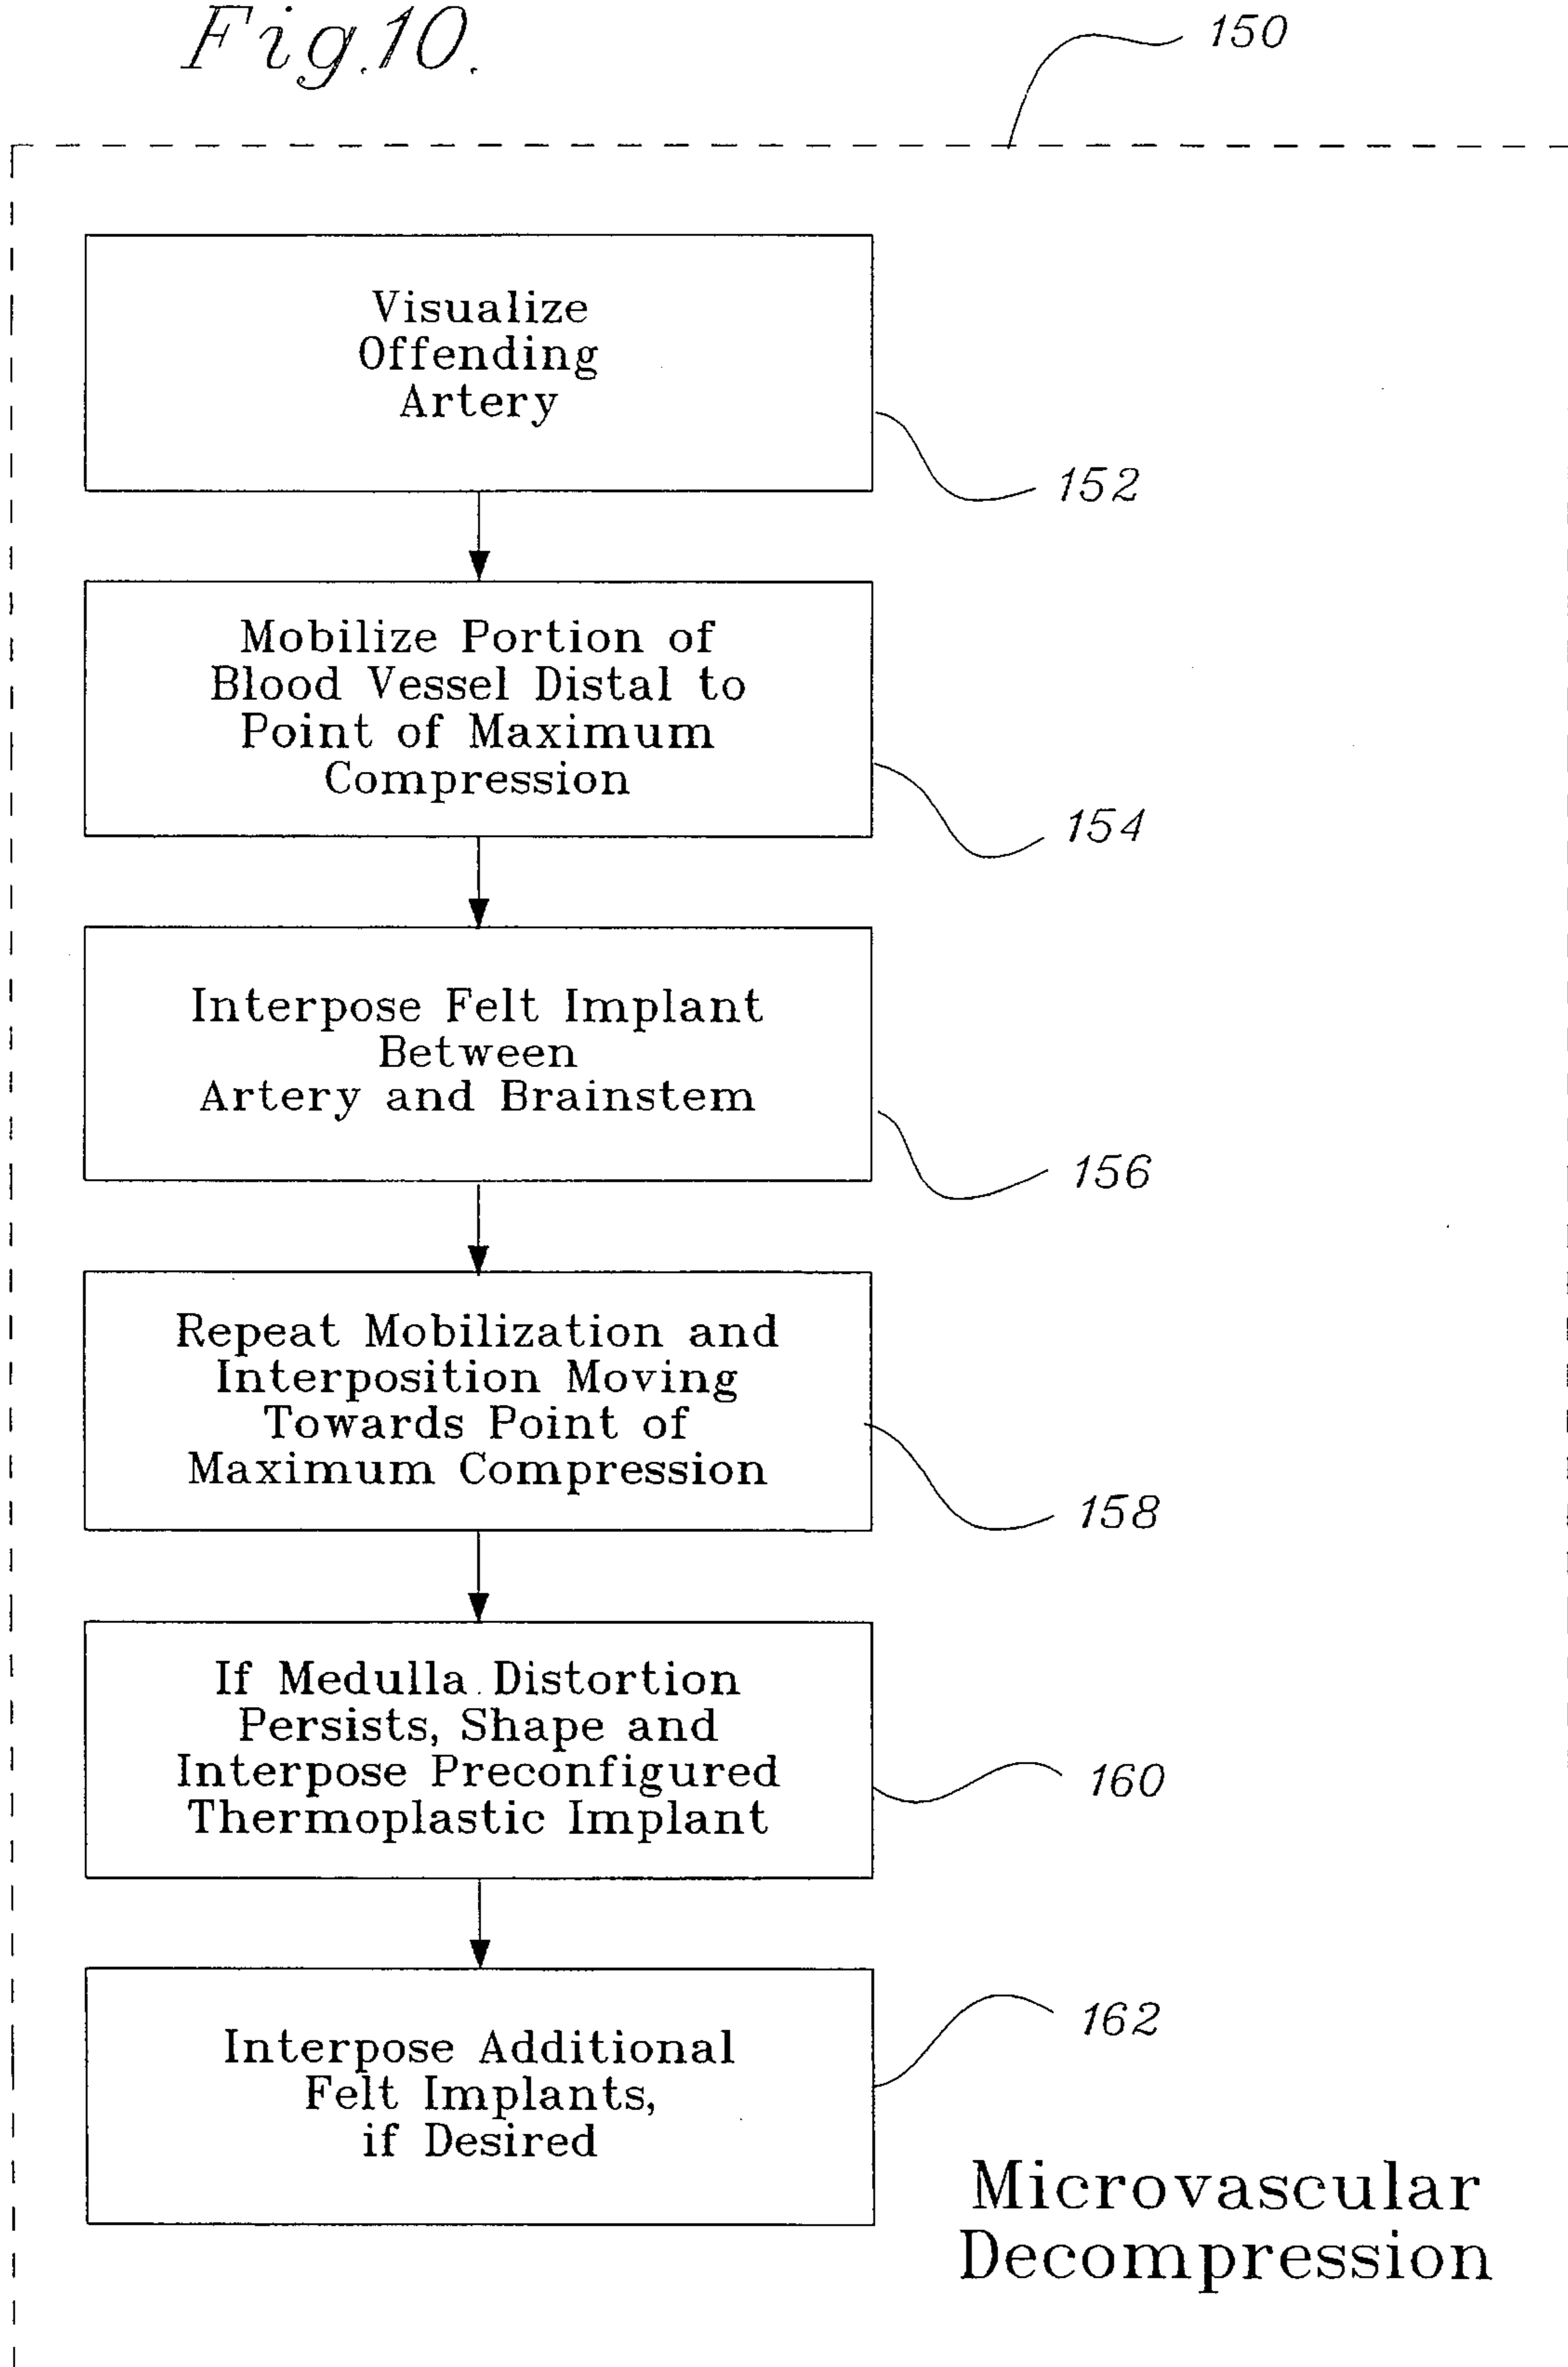 Fig.10.
150
Visualize
Offending
Artery
152
Mobilize Portion of
Blood Vessel Distal to
Point of Maximum
Compression
154
Interpose Felt Implant
Between
Artery and Brainstem
156
Repeat Mobilization and
Interposition Moving
Towards Point of
Maximum Compression
158
If Medulla Distortion
Persists, Shape and
Interpose Preconfigured
Thermoplastic Implant
160
Interpose Additional
Felt Implants,
if Desired
162
Microvascular
Decompression